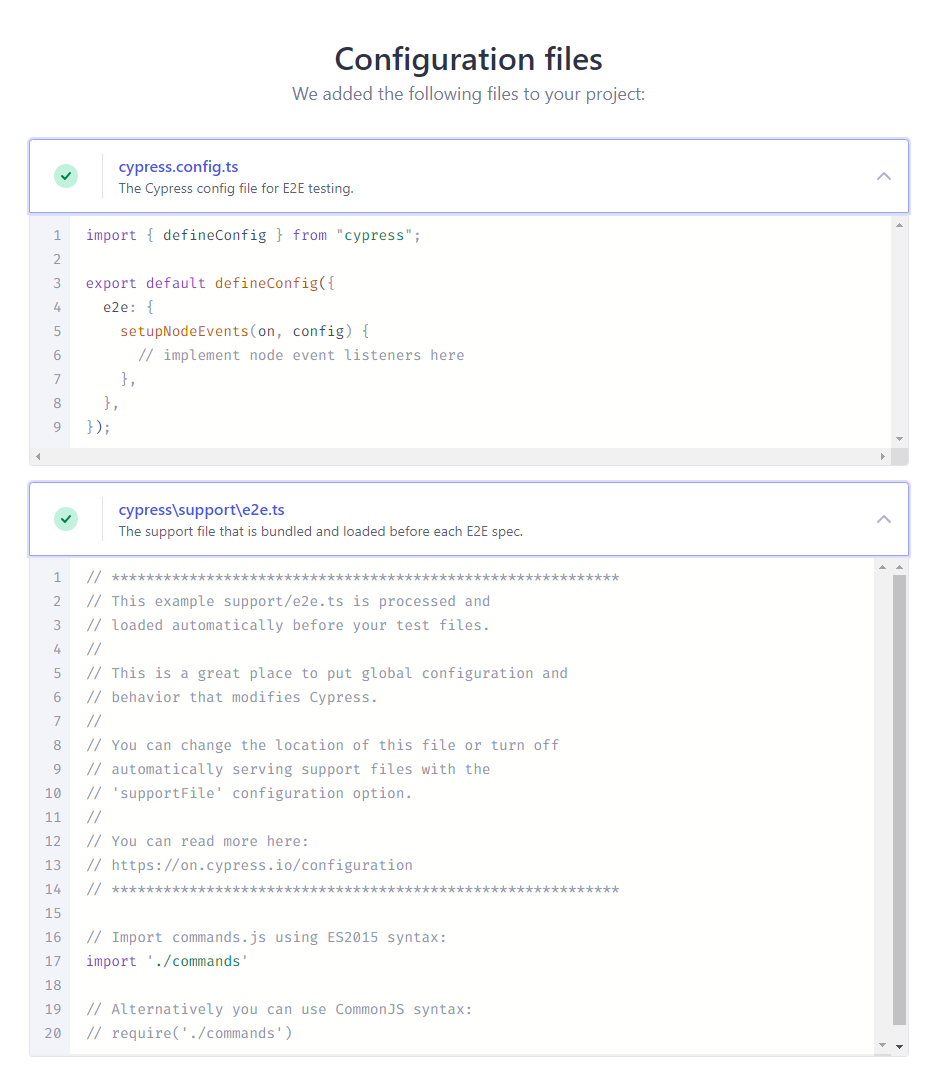 Configuration files
We added the following files to your project:
cypress.config.ts
The Cypress config file for E2E testing.
1 import { defineConfig } from "cypress";
2
3 export default defineConfig({
4   e2e: {
5     setupNodeEvents(on, config) {
6       // implement node event listeners here
7     },
8   },
9 });
cypress\support\e2e.ts
The support file that is bundled and loaded before each E2E spec.
1 // ***********************************************************
2 // This example support/e2e.ts is processed and
3 // loaded automatically before your test files.
4 //
5 // This is a great place to put global configuration and
6 // behavior that modifies Cypress.
7 //
8 // You can change the location of this file or turn off
9 // automatically serving support files with the
10 // 'supportFile' configuration option.
11 //
12 // You can read more here:
13 // https://on.cypress.io/configuration
14 // ***********************************************************
15
16 // Import commands.js using ES2015 syntax:
17 import './commands'
18
19 // Alternatively you can use CommonJS syntax:
20 // require('./commands')